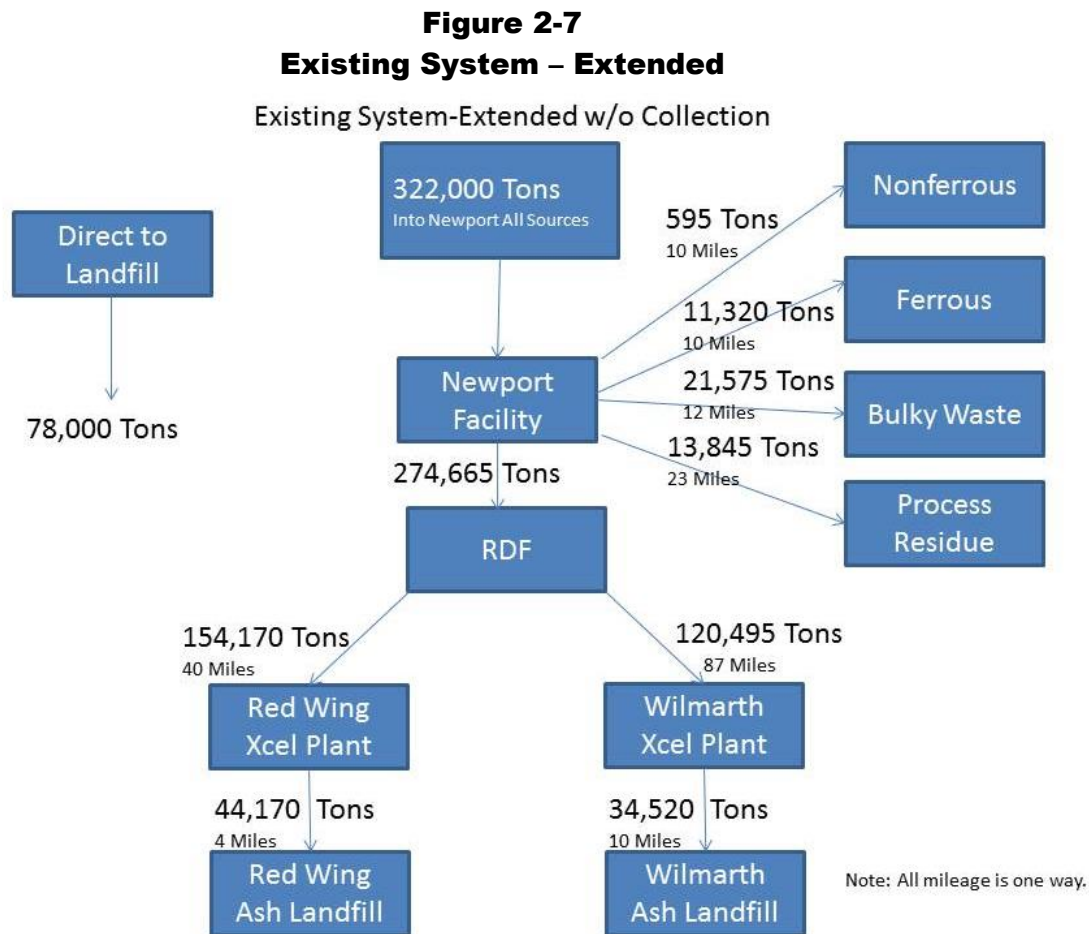 Figure 2-7
Existing System – Extended
Existing System-Extended w/o Collection
322,000 Tons
Into Newport All Sources
Nonferrous
595 Tons
10 Miles
Direct to
Landfill
Ferrous
11,320 Tons
10 Miles
Newport
Facility
21,575 Tons
12 Miles
Bulky Waste
78,000 Tons
13,845 Tons
23 Miles
274,665 Tons
Process
Residue
RDF
154,170 Tons
40 Miles
120,495 Tons
87 Miles
Red Wing
Xcel Plant
Wilmarth
Xcel Plant
44,170 Tons
4 Miles
34,520 Tons
10 Miles
Red Wing
Ash Landfill
Wilmarth
Ash Landfill
Note: All mileage is one way.